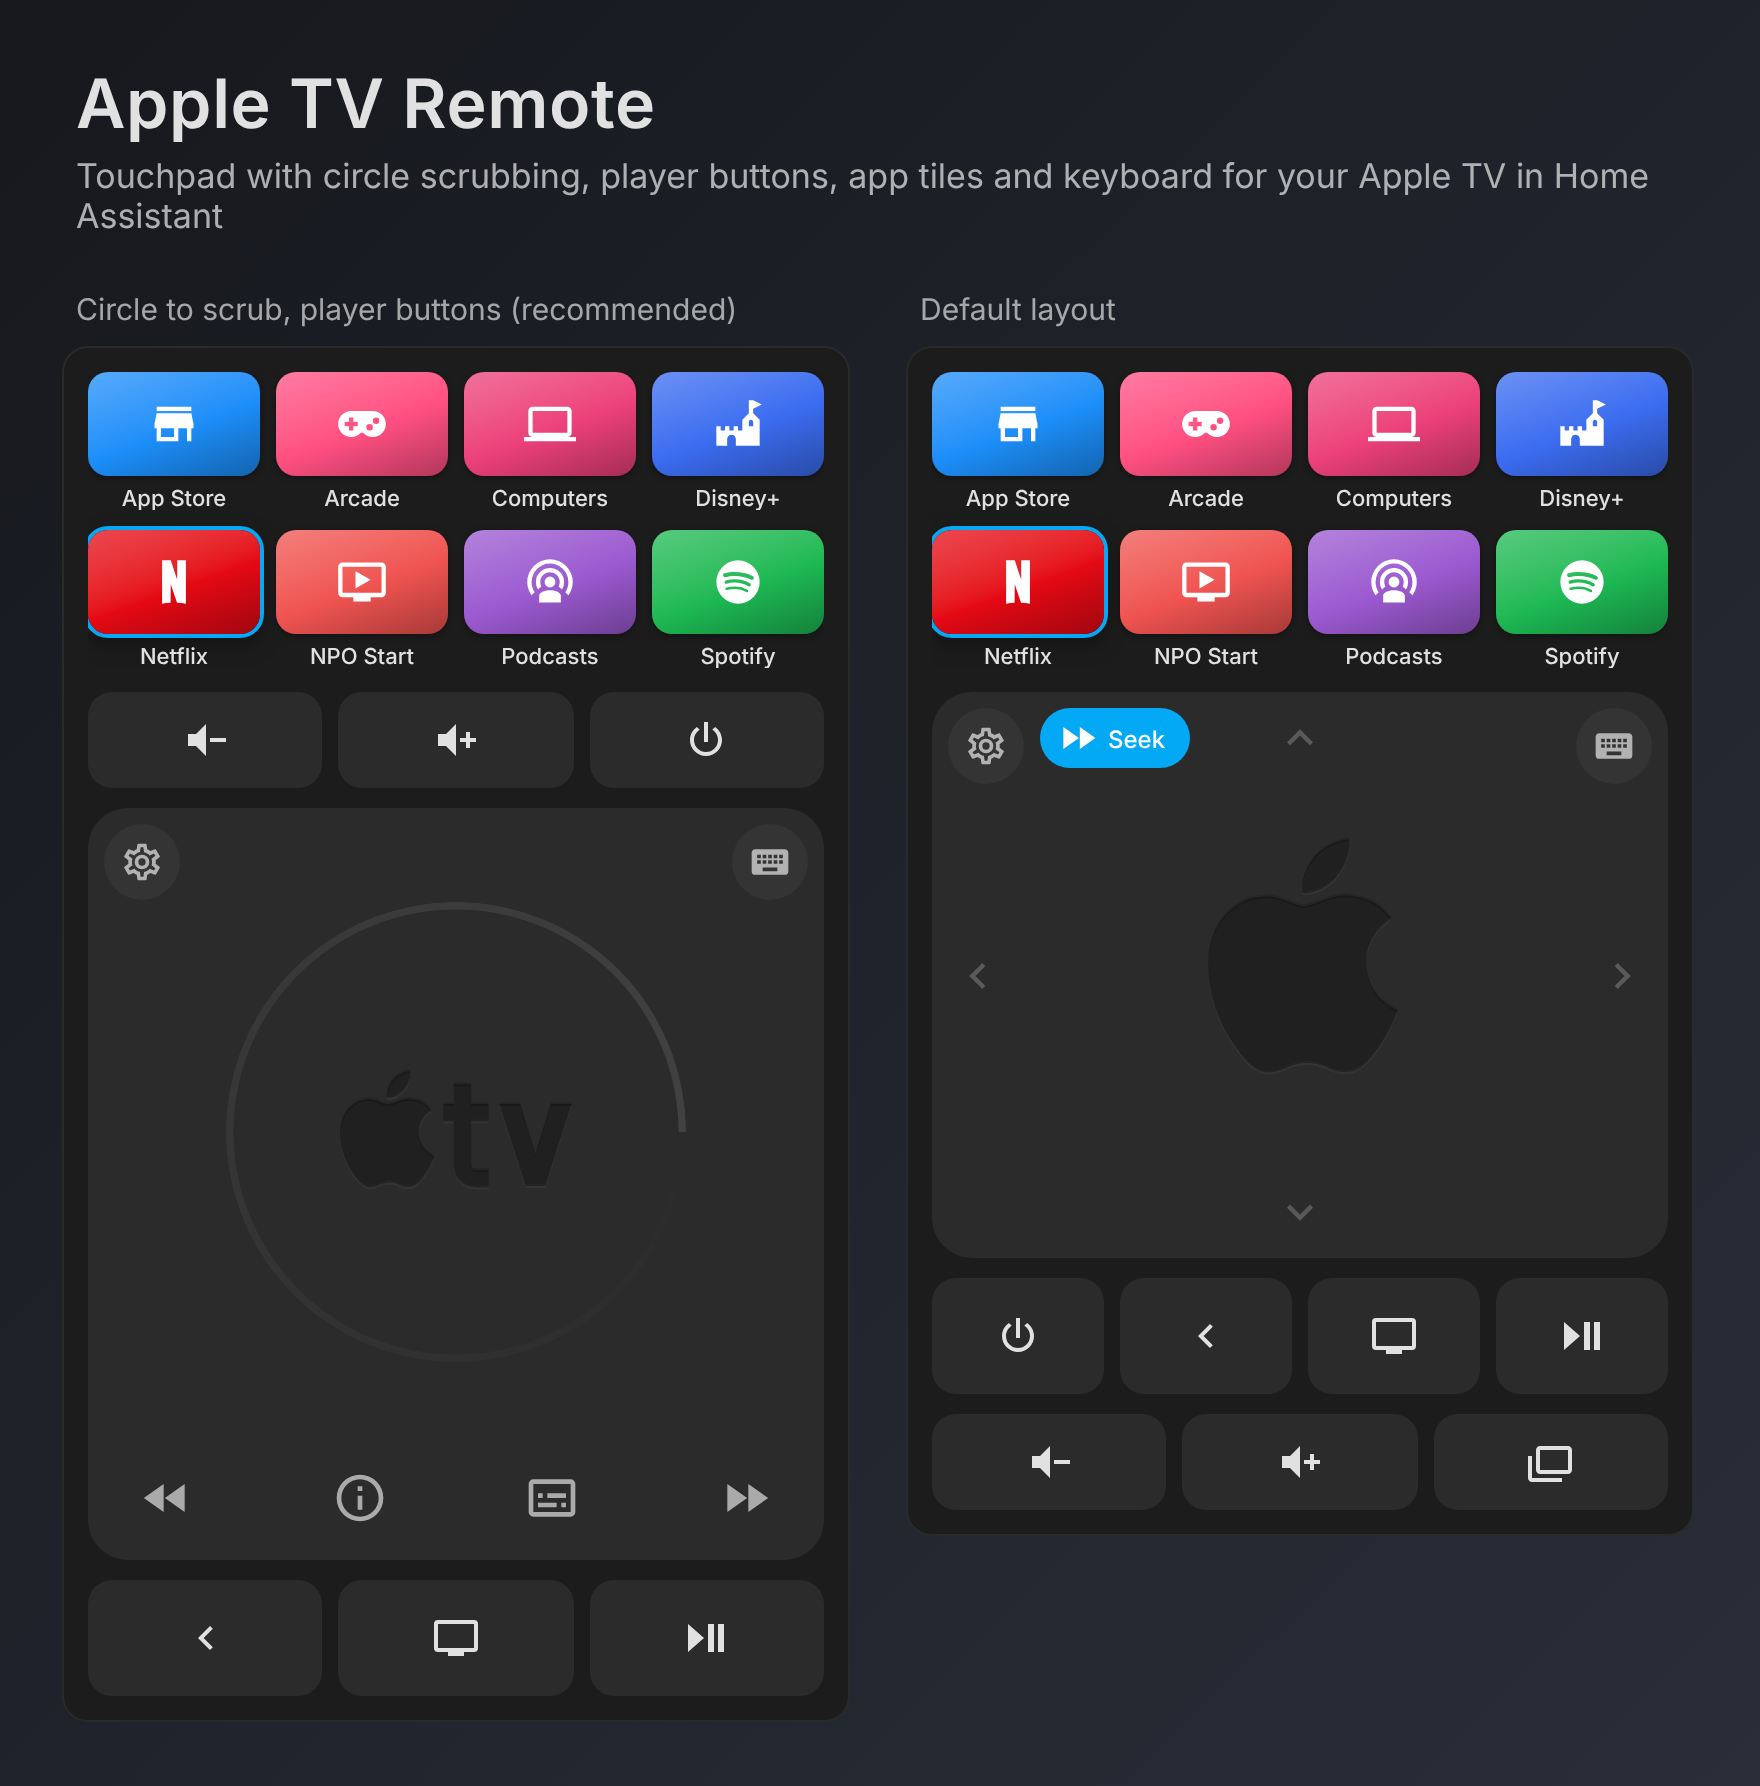 Apple TV Remote
Touchpad with circle scrubbing, player buttons, app tiles and keyboard for your Apple TV in Home
Assistant
Circle to scrub, player buttons (recommended)
App Store Arcade Computers Disney+
Netflix NPO Start Podcasts Spotify
tv
Default layout
App Store Arcade Computers Disney+
Netflix NPO Start Podcasts Spotify
Seek